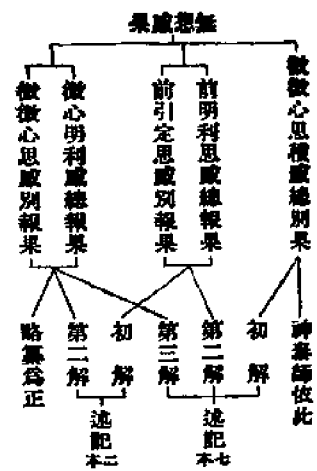 無想感果
微微心思種感總別果
前明利思感總報果
前引定思感別報果
微心明利感總報果
微微心思感別報果
神泰師依此
初解
第二解
第三解
初解
第二解
略纂為正
述記七本
述記二本